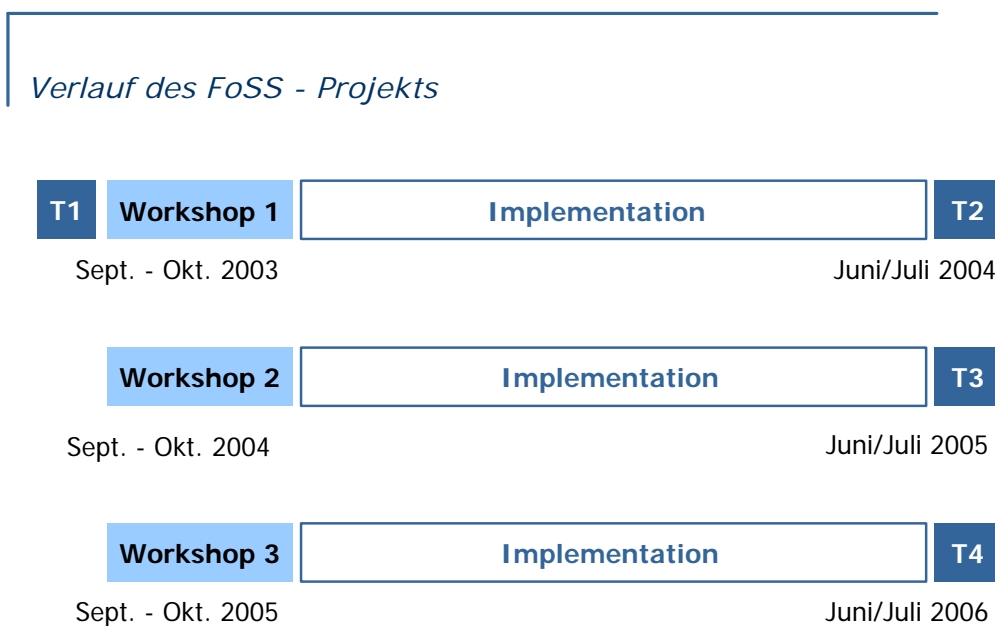 Verlauf des FoSS - Projekts
T1 Workshop 1 Implementation T2
Sept. - Okt. 2003 Juni/Juli 2004
Workshop 2 Implementation T3
Sept. - Okt. 2004 Juni/Juli 2005
Workshop 3 Implementation T4
Sept. - Okt. 2005 Juni/Juli 2006